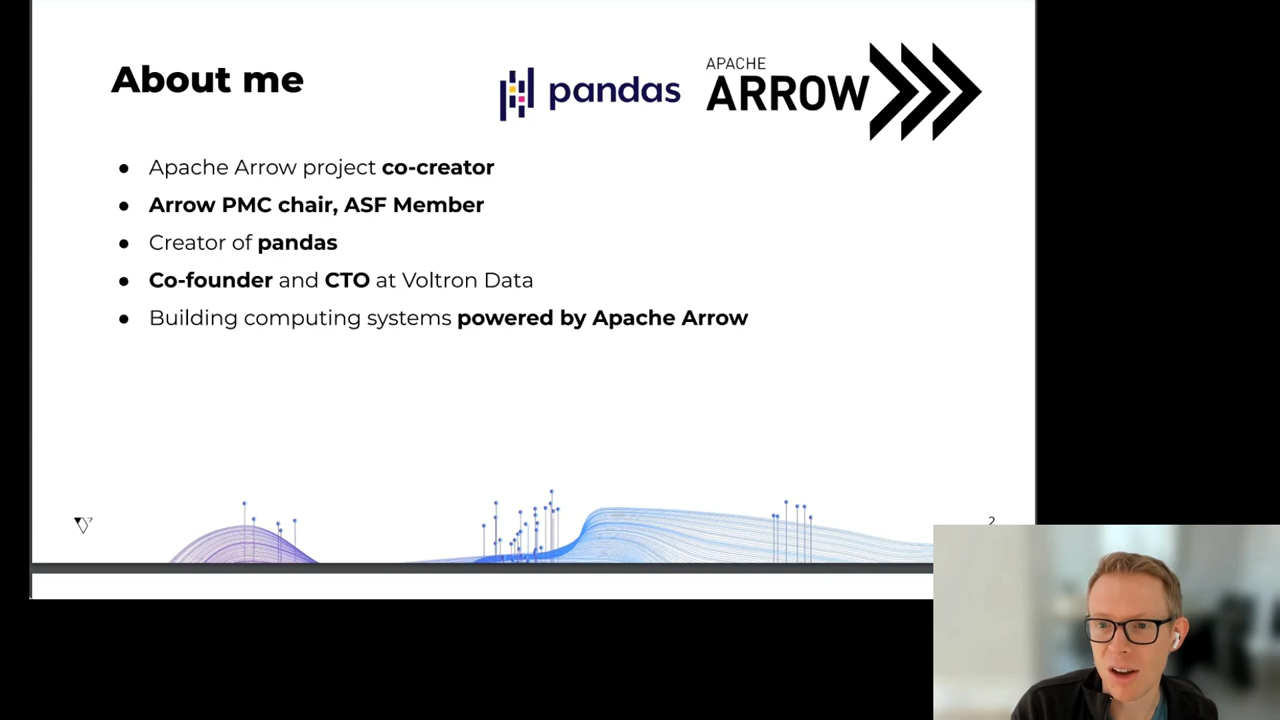 About me
pandas
APACHE
ARROW
● Apache Arrow project co-creator
● Arrow PMC chair, ASF Member
● Creator of pandas
● Co-founder and CTO at Voltron Data
● Building computing systems powered by Apache Arrow
2